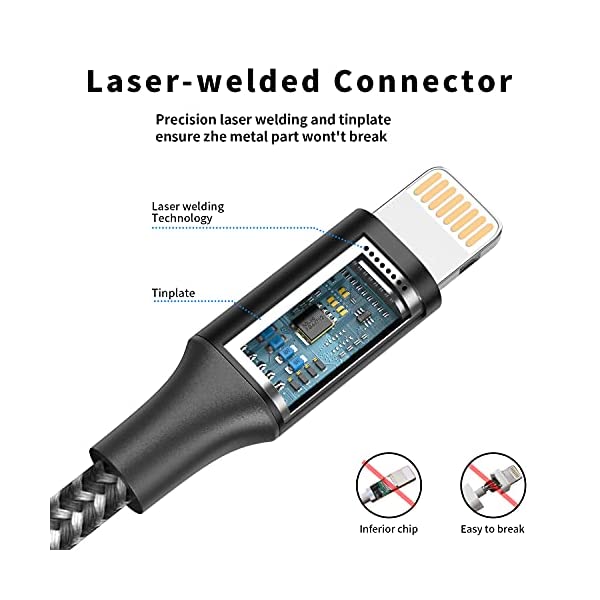 Laser-welded Connector
Precision laser welding and tinplate
ensure zhe metal part wont't break
Laser welding
Technology
Tinplate
Inferior chip
Easy to break